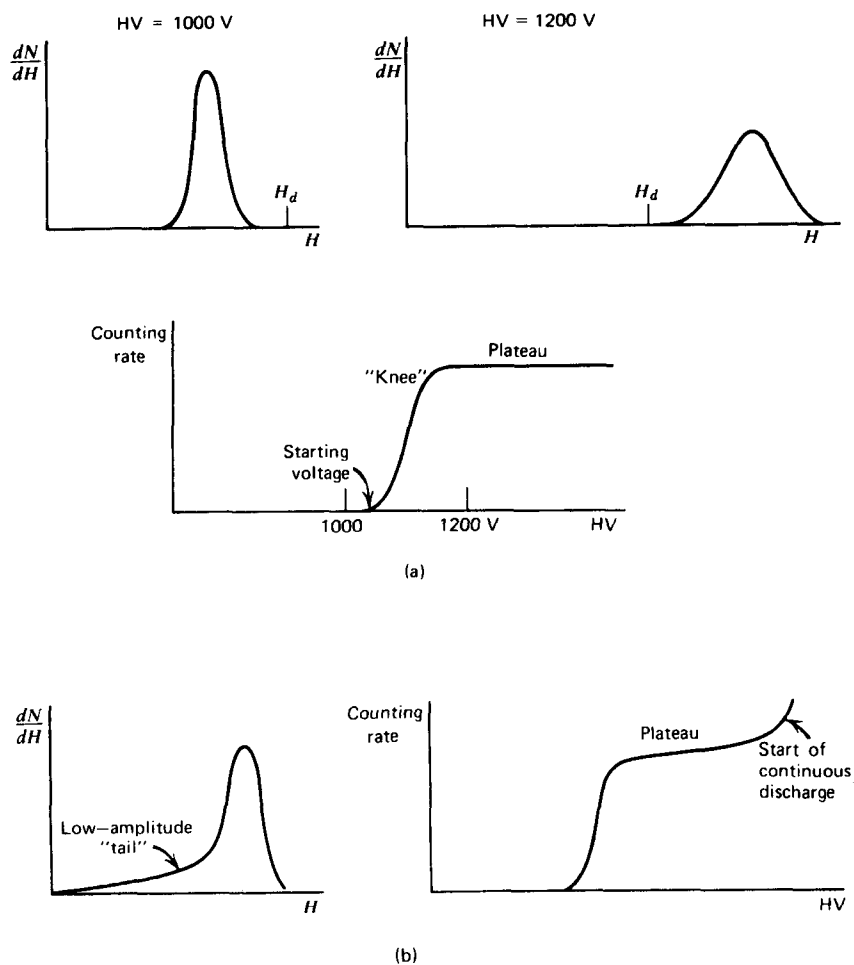 HV = 1000 V
HV = 1200 V
dN
dH
H_d
H
dN
dH
H_d
H
Counting
rate
"Knee"
Plateau
Starting
voltage
1000
1200 V
HV
(a)
dN
dH
Low—amplitude
"tail"
H
Counting
rate
Plateau
Start of
continuous
discharge
HV
(b)